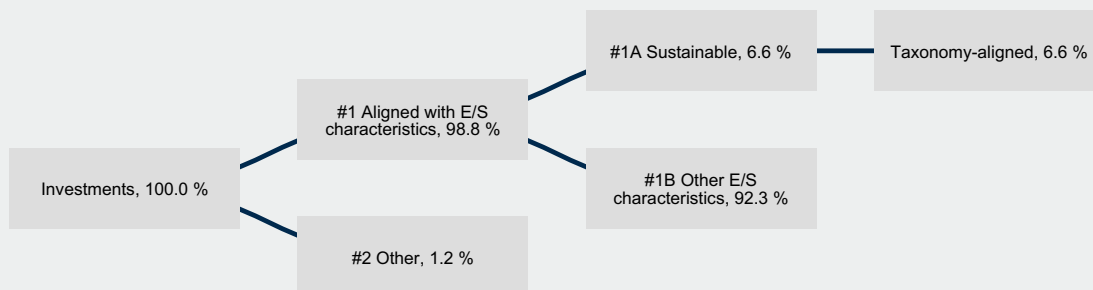 #1A Sustainable, 6.6 %
Taxonomy-aligned, 6.6 %
#1 Aligned with E/S
characteristics, 98.8 %
Investments, 100.0 %
#1B Other E/S
characteristics, 92.3 %
#2 Other, 1.2 %